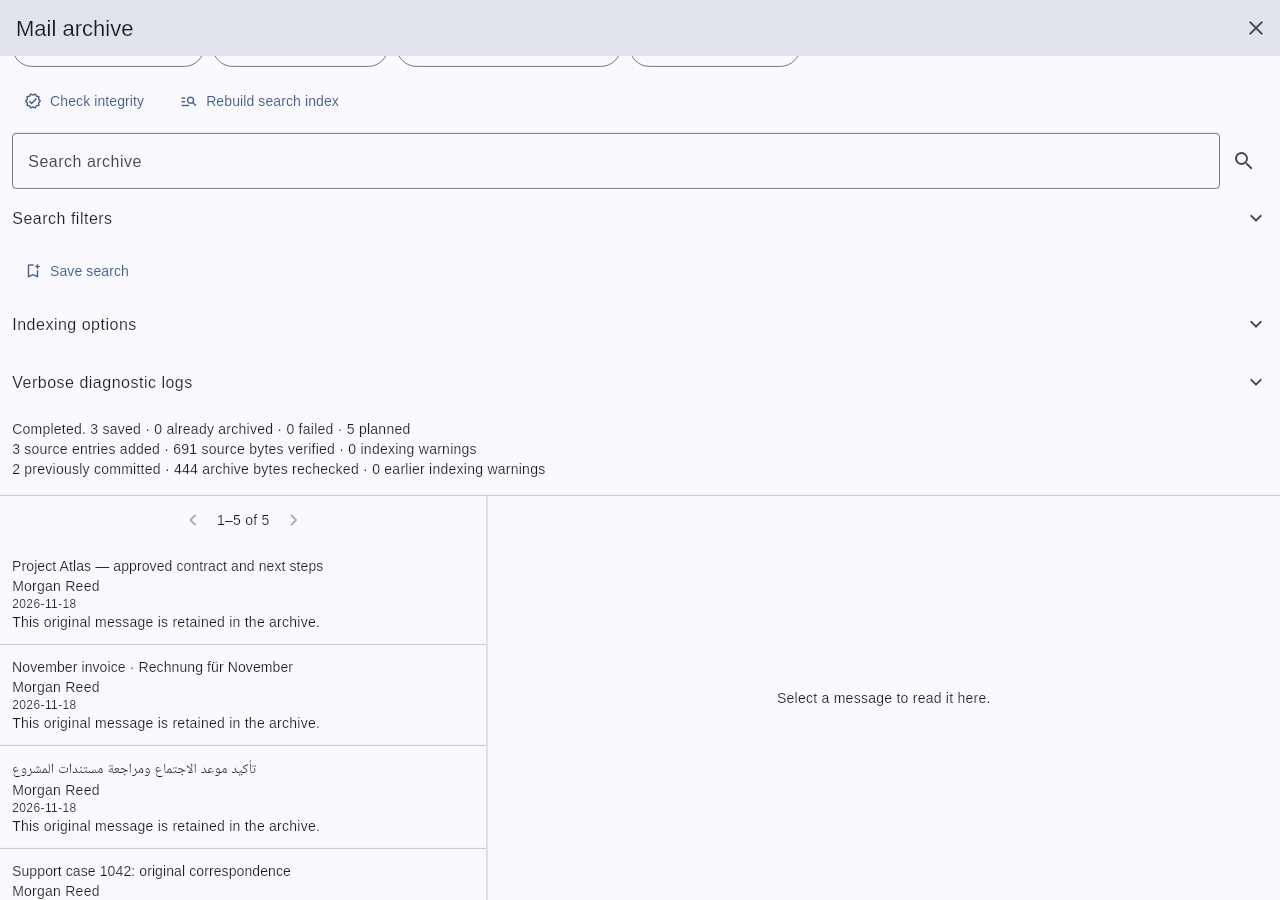 Mail archive
Check integrity
Rebuild search index
Search archive
Search filters
Save search
Indexing options
Verbose diagnostic logs
Completed. 3 saved · 0 already archived · 0 failed · 5 planned
3 source entries added · 691 source bytes verified · 0 indexing warnings
2 previously committed · 444 archive bytes rechecked · 0 earlier indexing warnings
1–5 of 5
Project Atlas — approved contract and next steps
Morgan Reed
2026-11-18
This original message is retained in the archive.
November invoice · Rechnung für November
Morgan Reed
2026-11-18
This original message is retained in the archive.
تأكيد موعد الاجتماع ومراجعة مستندات المشروع
Morgan Reed
2026-11-18
This original message is retained in the archive.
Support case 1042: original correspondence
Morgan Reed
Select a message to read it here.